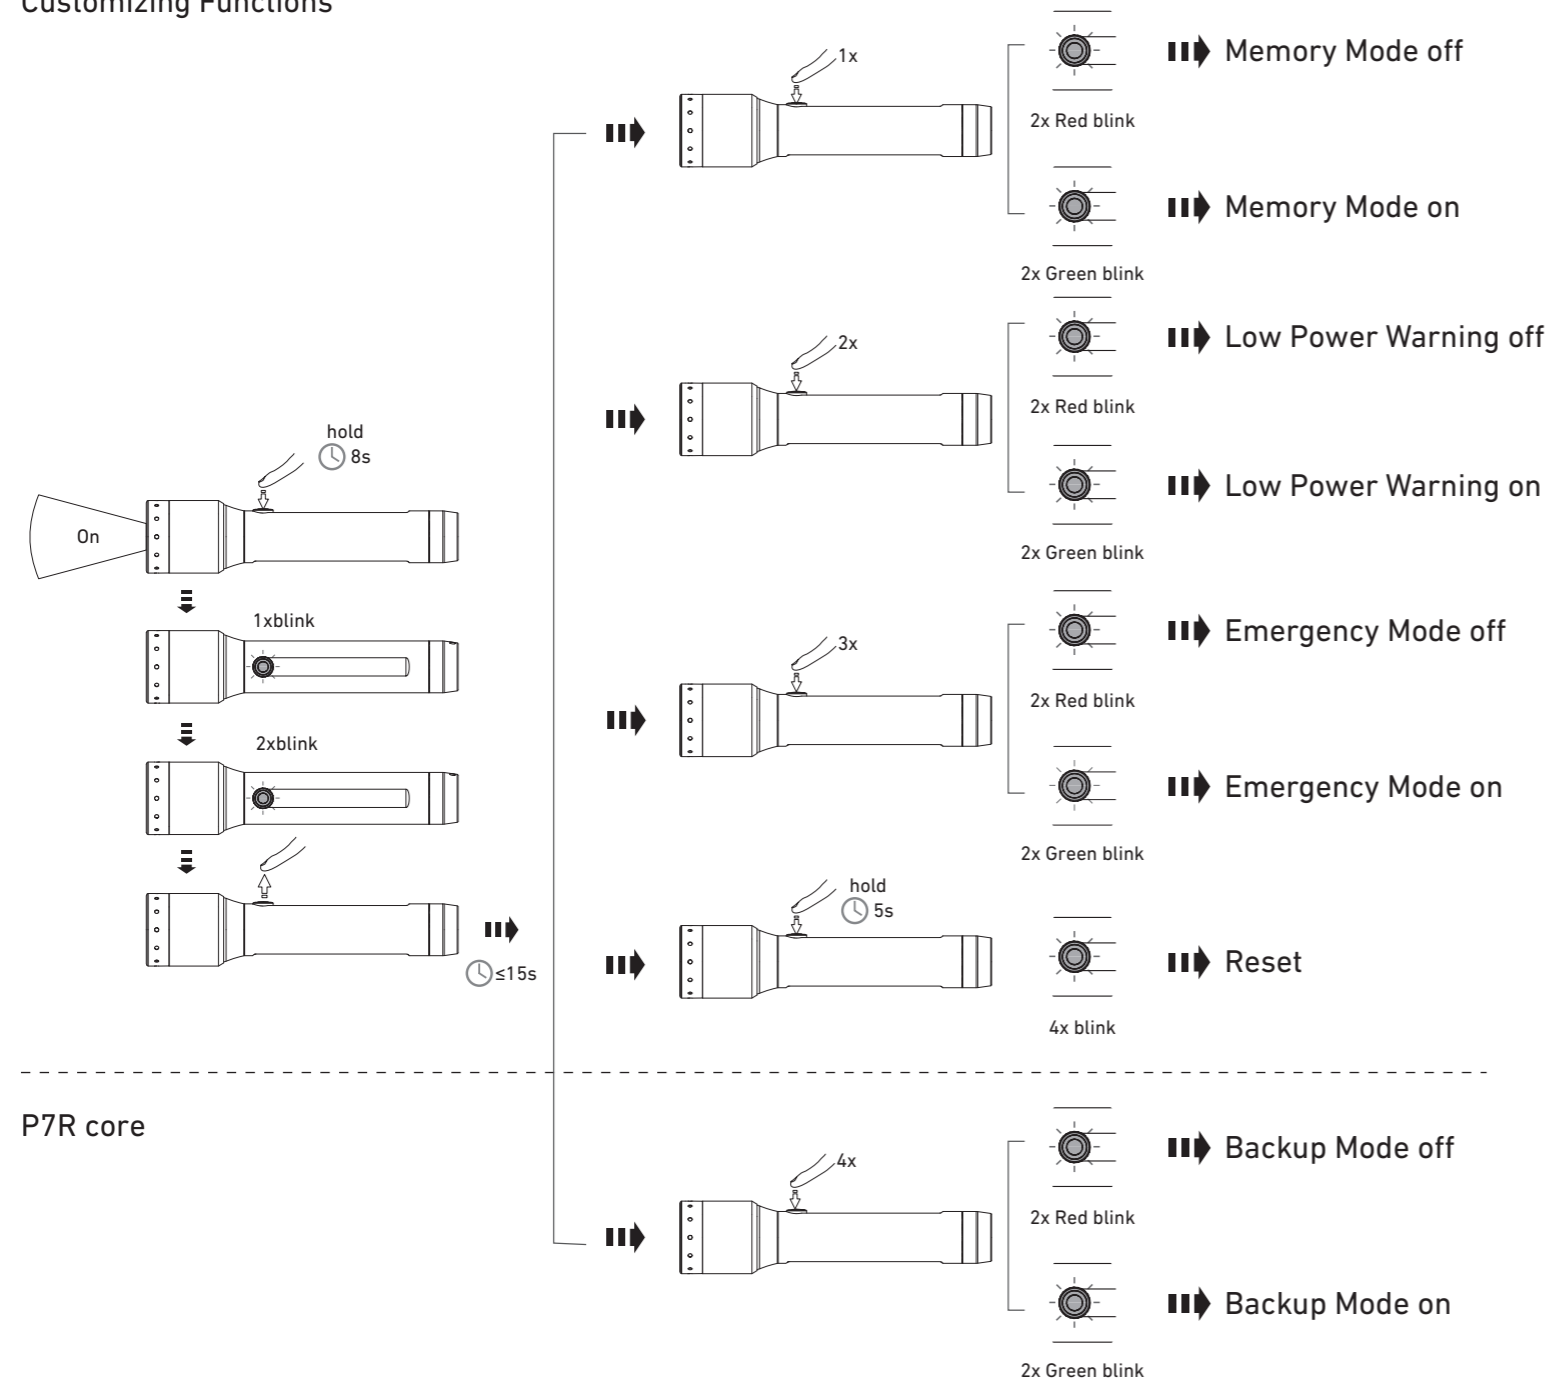 Customizing Functions
hold
8s
On
1xblink
2xblink
≤15s
1x
2x Red blink
Memory Mode off
2x Green blink
Memory Mode on
2x
2x Red blink
Low Power Warning off
2x Green blink
Low Power Warning on
3x
2x Red blink
Emergency Mode off
2x Green blink
Emergency Mode on
hold
5s
4x blink
Reset
P7R core
4x
2x Red blink
Backup Mode off
2x Green blink
Backup Mode on